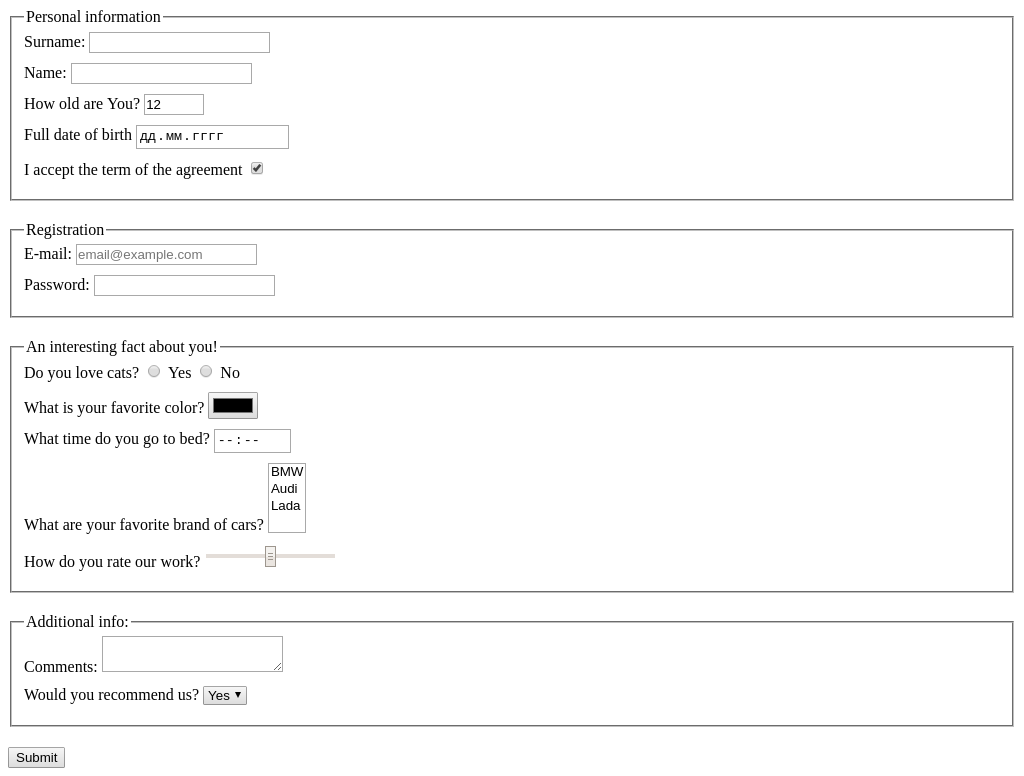 Personal information
Surname:
Name:
How old are You? 12
Full date of birth дд.мм.гггг
I accept the term of the agreement
Registration
E-mail: email@example.com
Password:
An interesting fact about you!
Do you love cats? Yes No
What is your favorite color?
What time do you go to bed? --:--
BMW
Audi
Lada
What are your favorite brand of cars?
How do you rate our work?
Additional info:
Comments:
Would you recommend us? Yes
Submit